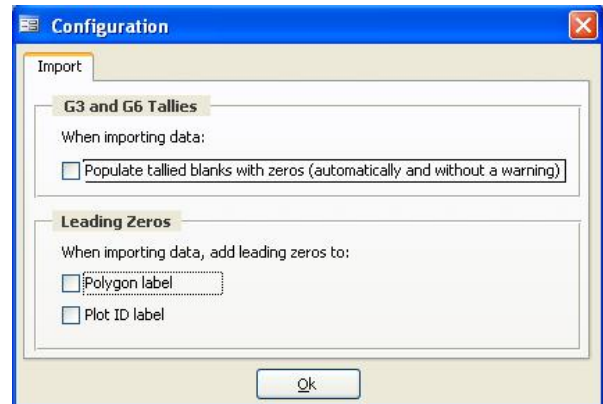 Configuration
Import
G3 and G6 Tallies
When importing data:
Populate tallied blanks with zeros (automatically and without a warning)
Leading Zeros
When importing data, add leading zeros to:
Polygon label
Plot ID label
Ok